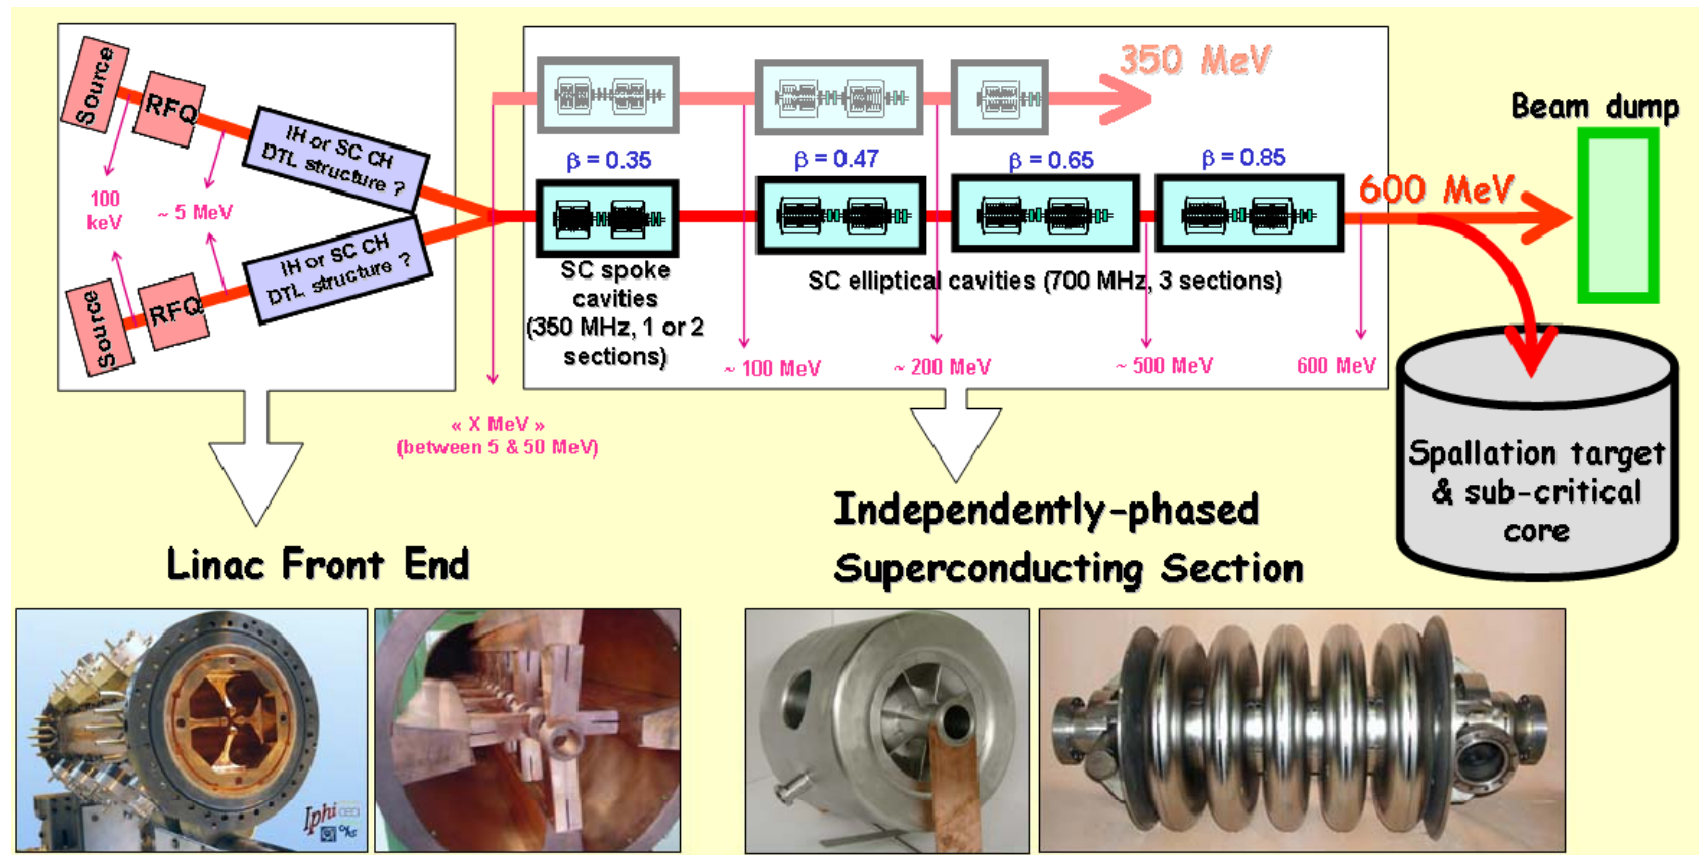 Source
RFQ
IH or SC CH
DTL structure ?
100
keV
~ 5 MeV
IH or SC CH
DTL structure ?
RFQ
Source
350 MeV
β = 0.35
β = 0.47
β = 0.65
β = 0.85
600 MeV
Beam dump
SC spoke
cavities
(350 MHz, 1 or 2
sections)
SC elliptical cavities (700 MHz, 3 sections)
~ 100 MeV
~ 200 MeV
~ 500 MeV
600 MeV
« X MeV »
(between 5 & 50 MeV)
Spallation target
& sub-critical
core
Linac Front End
Independently-phased
Superconducting Section
Iphi